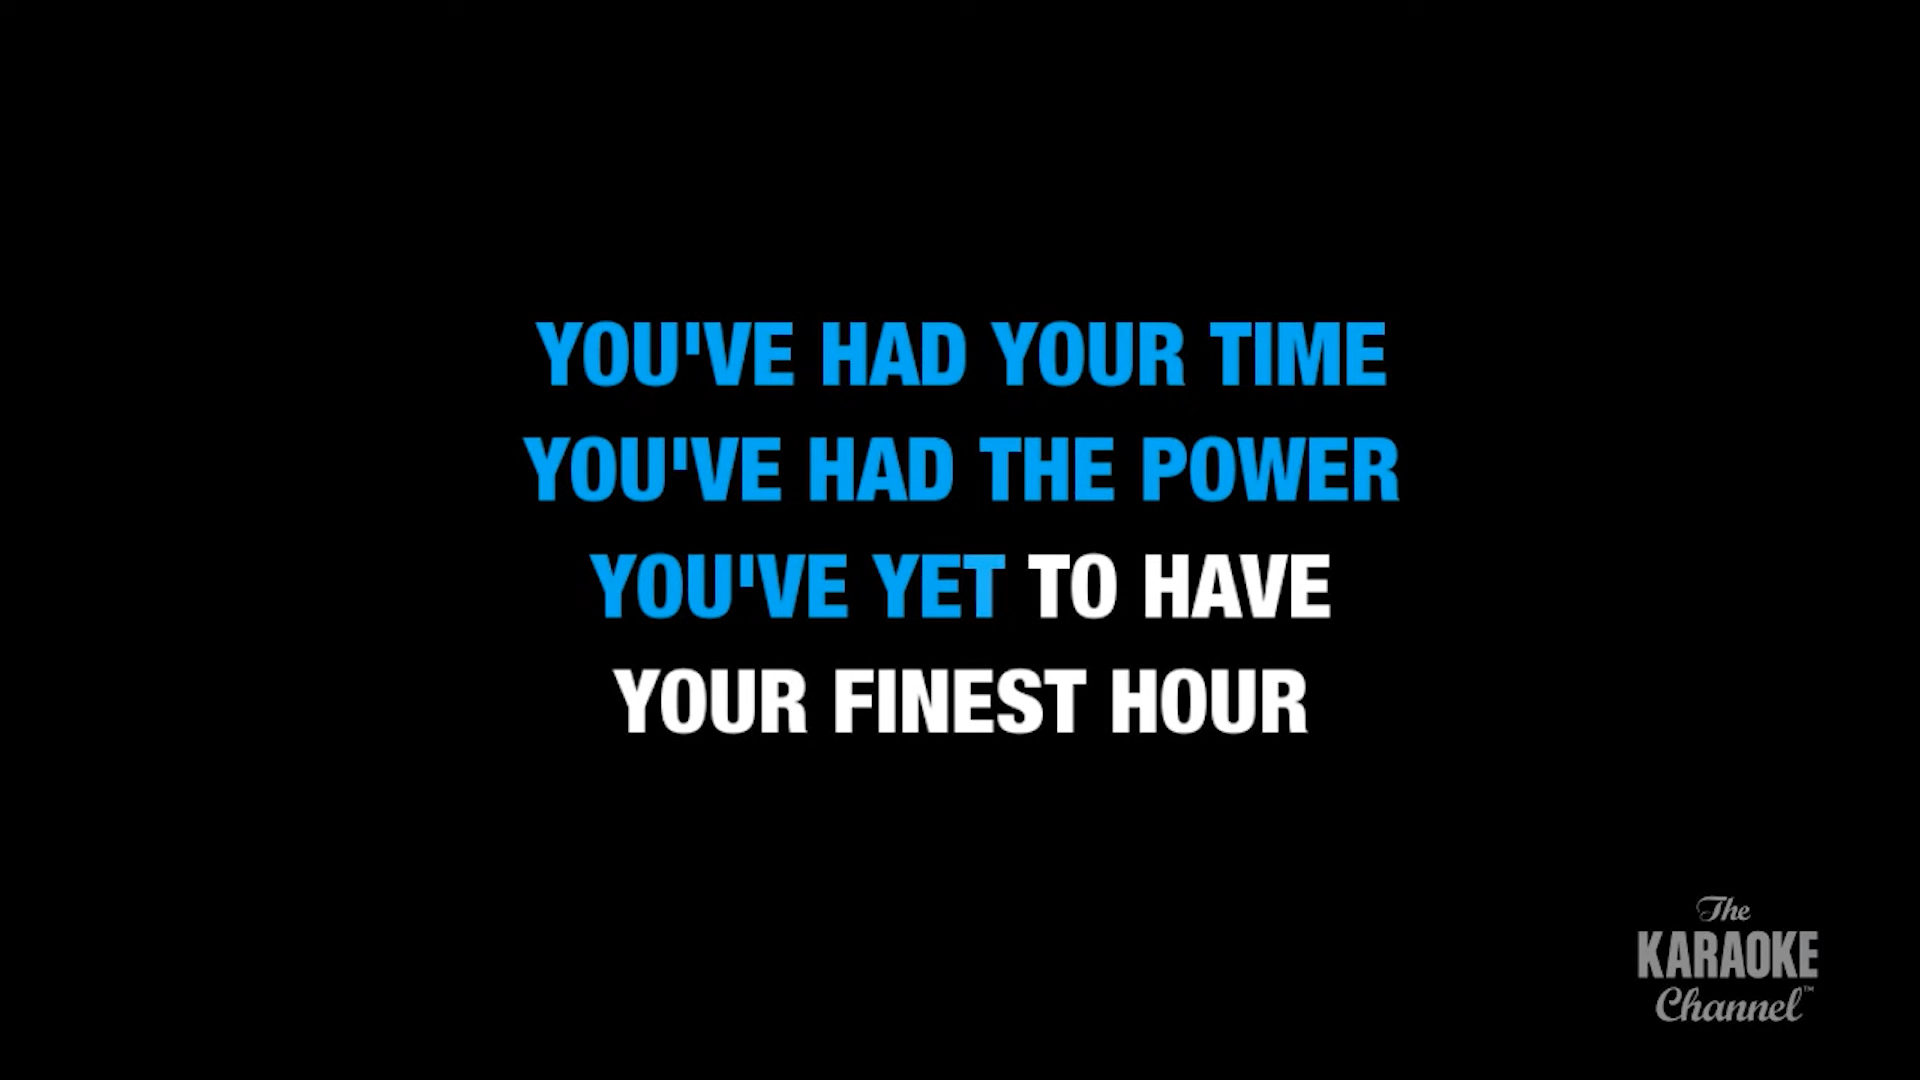 YOU'VE HAD YOUR TIME
YOU'VE HAD THE POWER
YOU'VE YET TO HAVE
YOUR FINEST HOUR
The
KARAOKE
Channel™